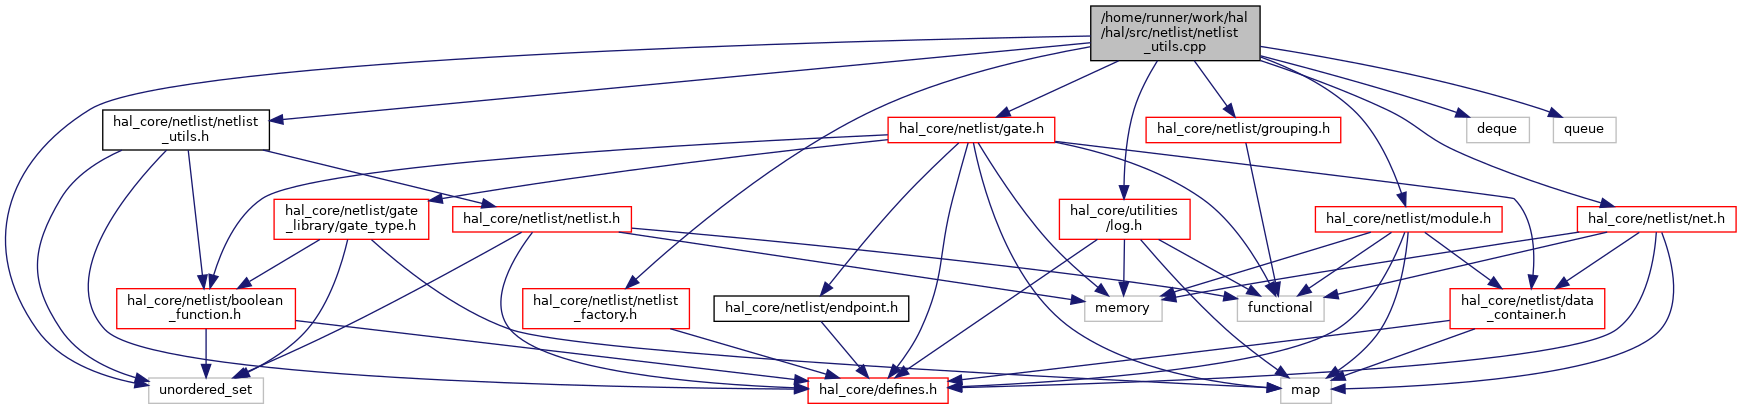 /home/runner/work/hal
/hal/src/netlist/netlist
_utils.cpp
hal_core/netlist/netlist
_utils.h
hal_core/netlist/gate.h
hal_core/netlist/grouping.h
deque
queue
hal_core/netlist/gate
_library/gate_type.h
hal_core/netlist/netlist.h
hal_core/utilities
/log.h
hal_core/netlist/module.h
hal_core/netlist/net.h
hal_core/netlist/boolean
_function.h
hal_core/netlist/netlist
_factory.h
hal_core/netlist/endpoint.h
memory
functional
hal_core/netlist/data
_container.h
unordered_set
hal_core/defines.h
map